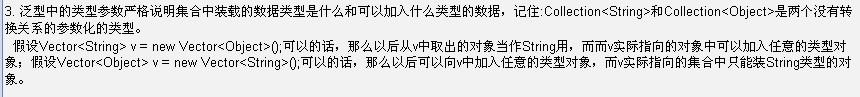 3. 泛型中的类型参数严格说明集合中装载的数据类型是什么和可以加入什么类型的数据，记住:Collection<String>和Collection<Object>是两个没有转
换关系的参数化的类型。
假设Vector<String> v = new Vector<Object>();可以的话，那么以后从v中取出的对象当作String用，而而v实际指向的对象中可以加入任意的类型对
象；假设Vector<Object> v = new Vector<String>();可以的话，那么以后可以向v中加入任意的类型对象，而v实际指向的集合中只能装String类型的对
象。